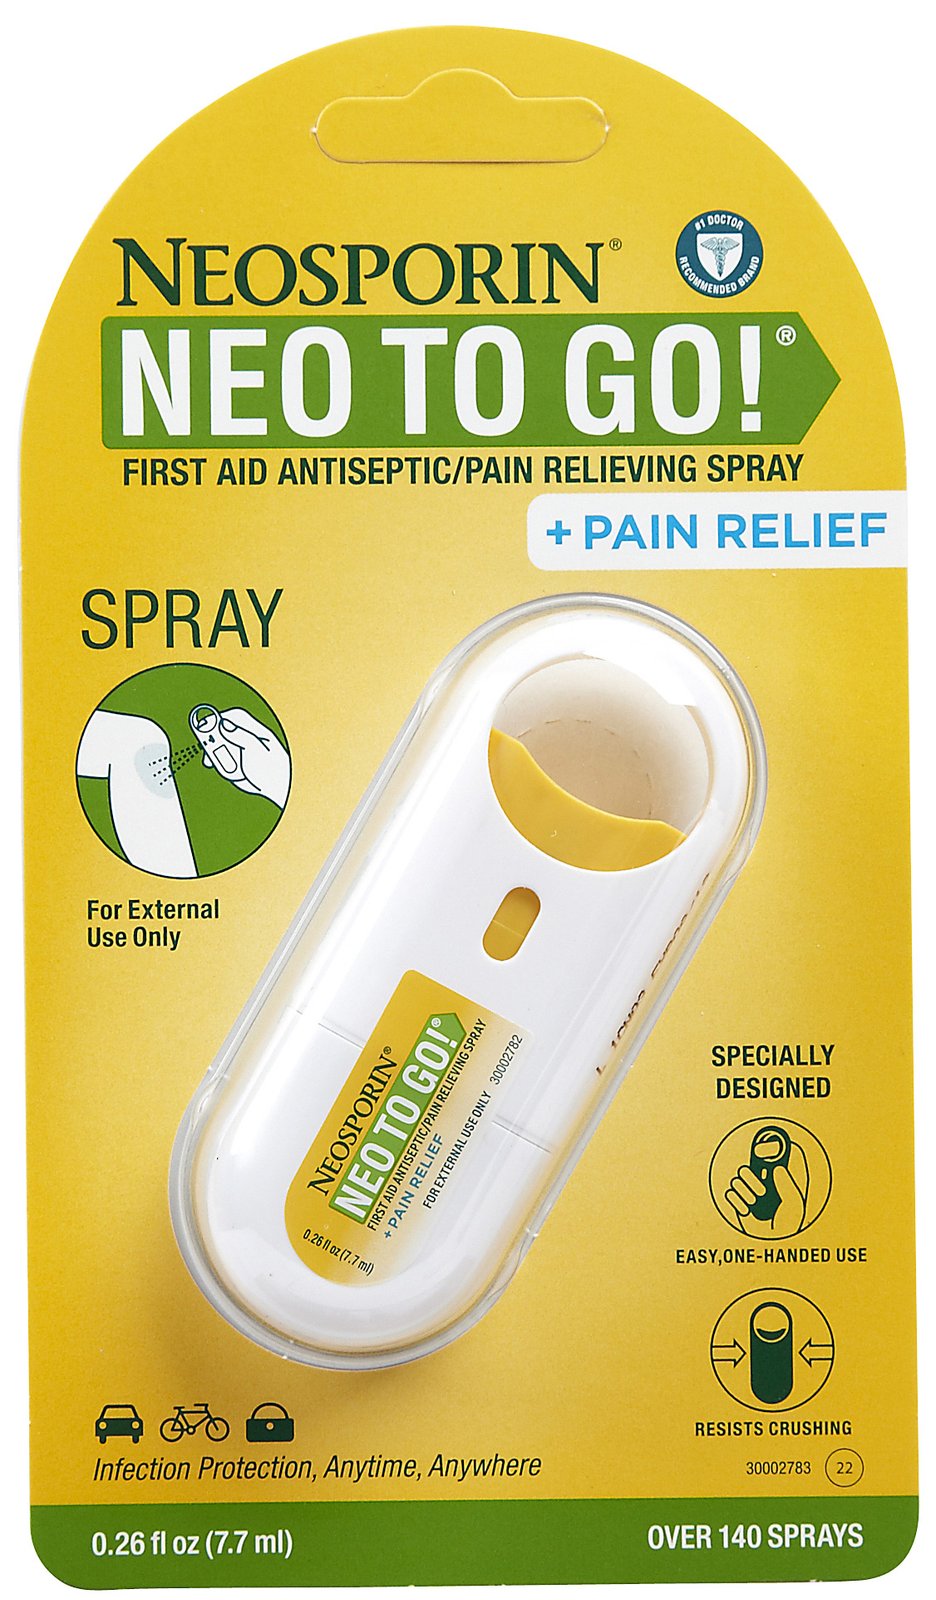 #1 DOCTOR
RECOMMENDED BRAND
NEOSPORIN®
NEO TO GO!®
FIRST AID ANTISEPTIC/PAIN RELIEVING SPRAY
+ PAIN RELIEF
SPRAY
For External
Use Only
NEOSPORIN®
NEO TO GO!®
FIRST AID ANTISEPTIC/PAIN RELIEVING SPRAY
+ PAIN RELIEF
FOR EXTERNAL USE ONLY 30002782
0.26 fl oz (7.7 ml)
SPECIALLY
DESIGNED
EASY,ONE-HANDED USE
RESISTS CRUSHING
Infection Protection, Anytime, Anywhere
30002783 22
0.26 fl oz (7.7 ml)
OVER 140 SPRAYS